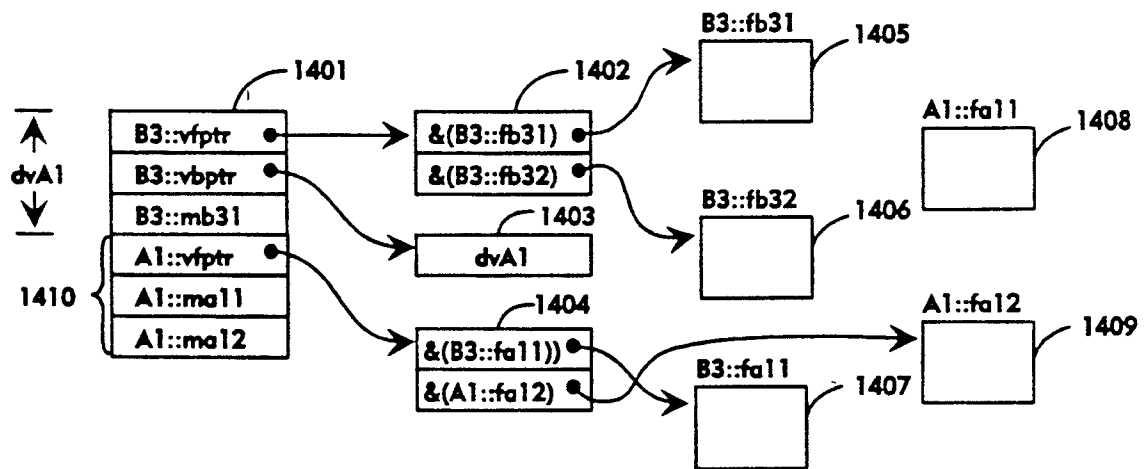 B3::fb31
1405
1401
1402
A1::fa11
1408
B3::vfptr
&(B3::fb31)
dvA1
B3::vbptr
&(B3::fb32)
B3::mb31
1403
B3::fb32
1406
A1::vfptr
dvA1
1410
A1::ma11
1404
A1::fa12
1409
A1::ma12
&(B3::fa11))
B3::fa11
&(A1::fa12)
1407